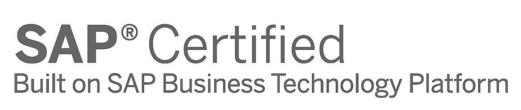 SAP® Certified
Built on SAP Business Technology Platform